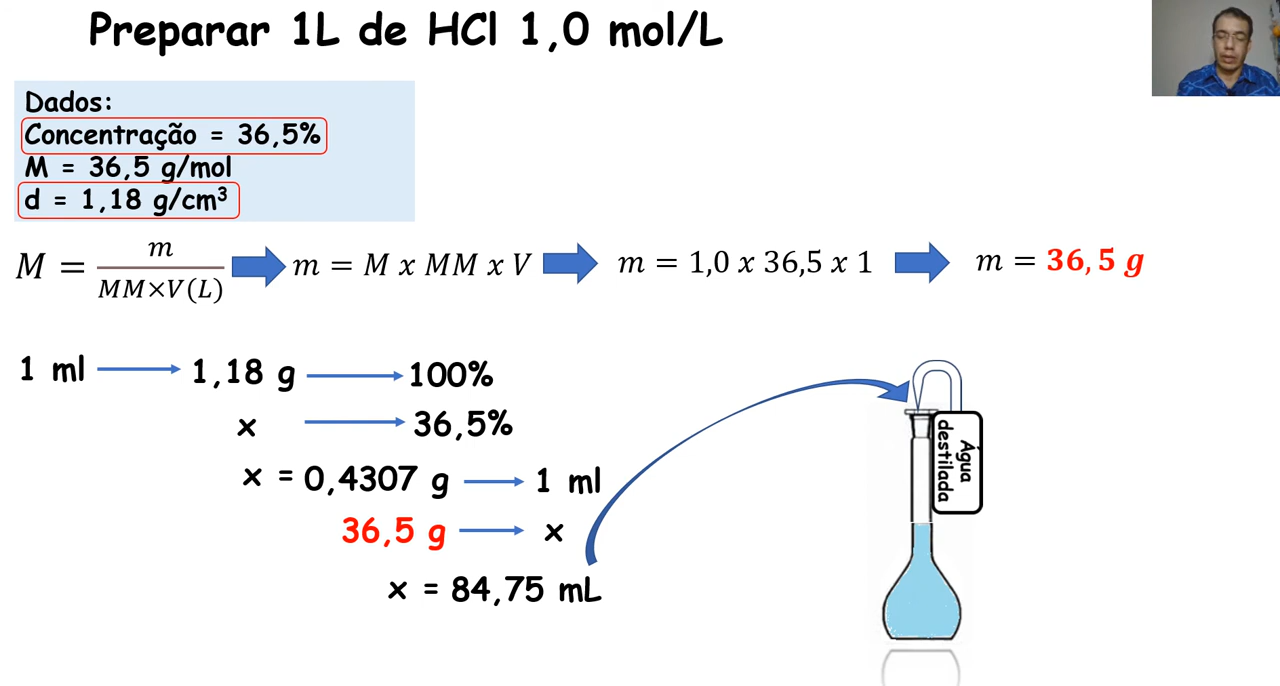 Preparar 1L de HCl 1,0 mol/L
Dados:
Concentração = 36,5%
M = 36,5 g/mol
d = 1,18 g/cm³
M = m / MM×V(L)
m = M x MM x V
m = 1,0 x 36,5 x 1
m = 36,5 g
1 ml 1,18 g 100%
x 36,5%
x = 0,4307 g 1 ml
36,5 g x
x = 84,75 mL
Água
destilada